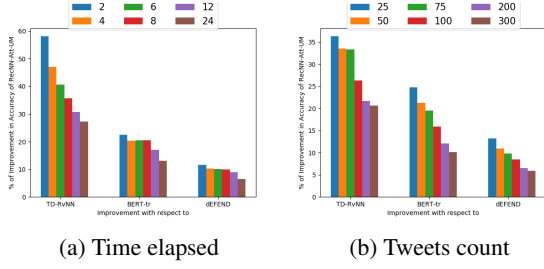 2 6 12
4 8 24
% of Improvement in Accuracy of RecNN-Att-UM
60
50
40
30
20
10
0
TD-RvNN BERT-tr dEFEND
Improvement with respect to
(a) Time elapsed
25 75 200
50 100 300
% of Improvement in Accuracy of RecNN-Att-UM
35
30
25
20
15
10
5
0
TD-RvNN BERT-tr dEFEND
Improvement with respect to
(b) Tweets count